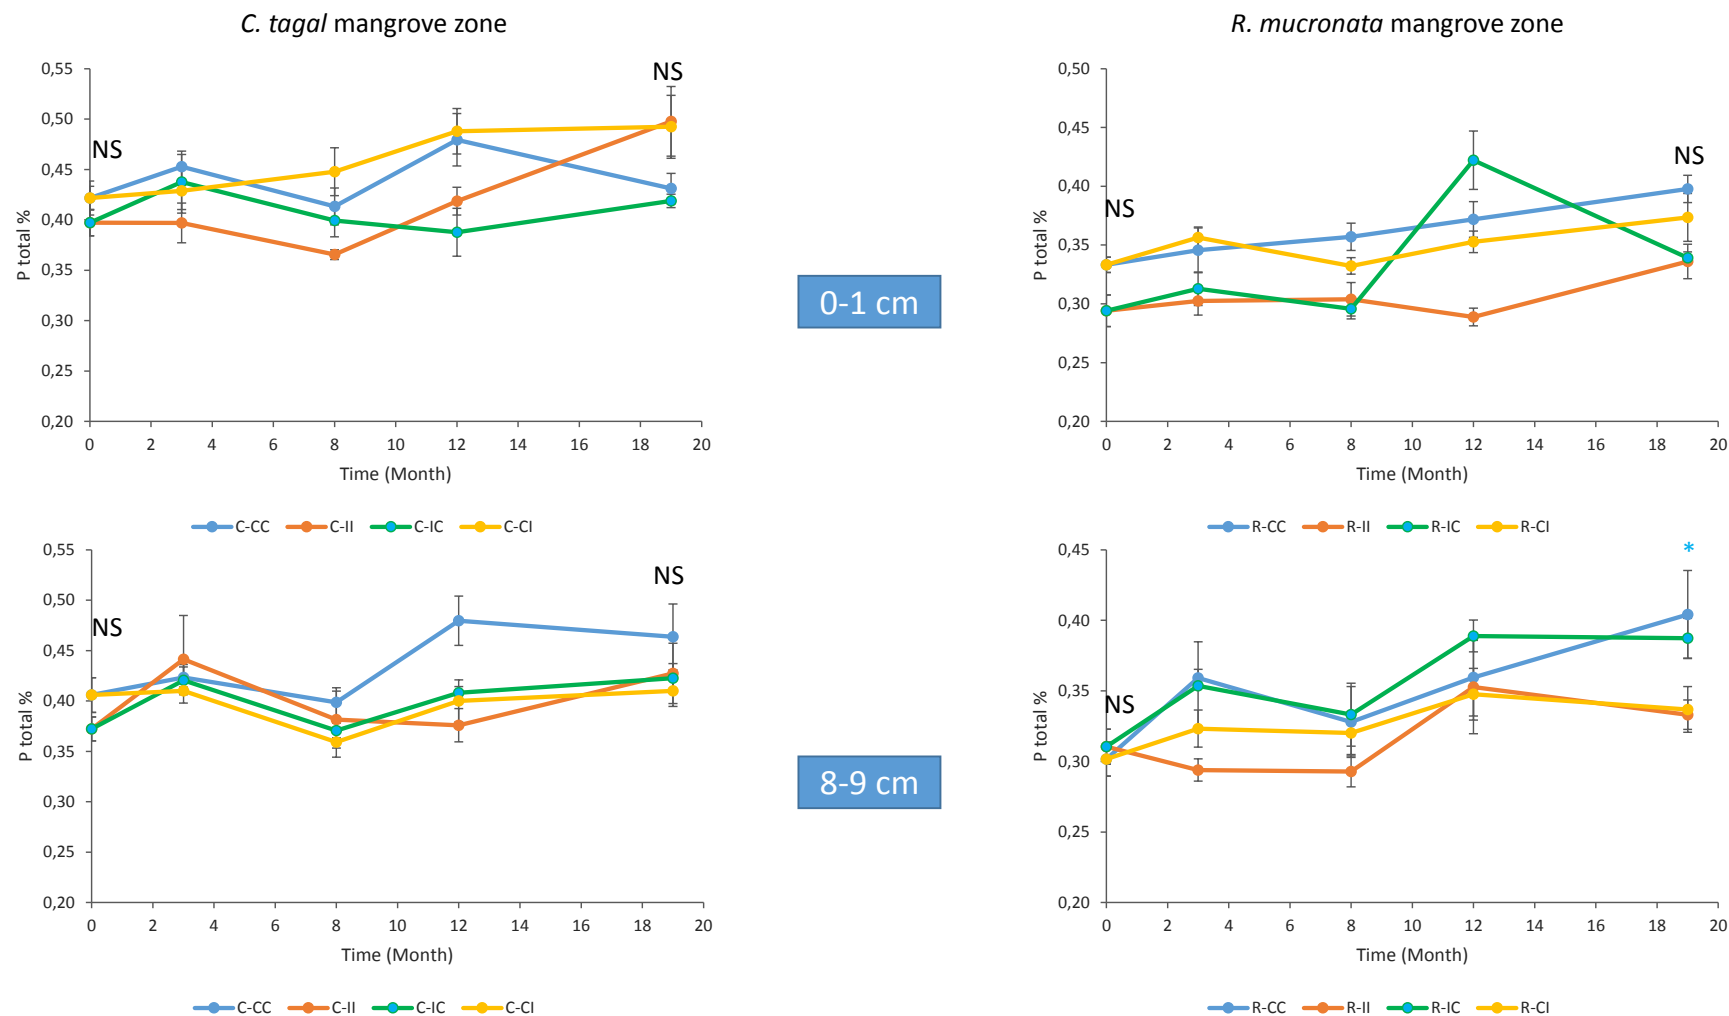 C. tagal mangrove zone
R. mucronata mangrove zone
0,55
0,50
0,45
0,40
0,35
0,30
0,25
0,20
P total %
NS
NS
0 2 4 6 8 10 12 14 16 18 20
Time (Month)
C-CC C-II C-IC C-CI
0-1 cm
0,50
0,45
0,40
0,35
0,30
0,25
0,20
P total %
NS
NS
0 2 4 6 8 10 12 14 16 18 20
Time (Month)
R-CC R-II R-IC R-CI
0,55
0,50
0,45
0,40
0,35
0,30
0,25
0,20
P total %
NS
NS
0 2 4 6 8 10 12 14 16 18 20
Time (Month)
C-CC C-II C-IC C-CI
8-9 cm
0,45
0,40
0,35
0,30
0,25
0,20
P total %
NS
*
0 2 4 6 8 10 12 14 16 18 20
Time (Month)
R-CC R-II R-IC R-CI